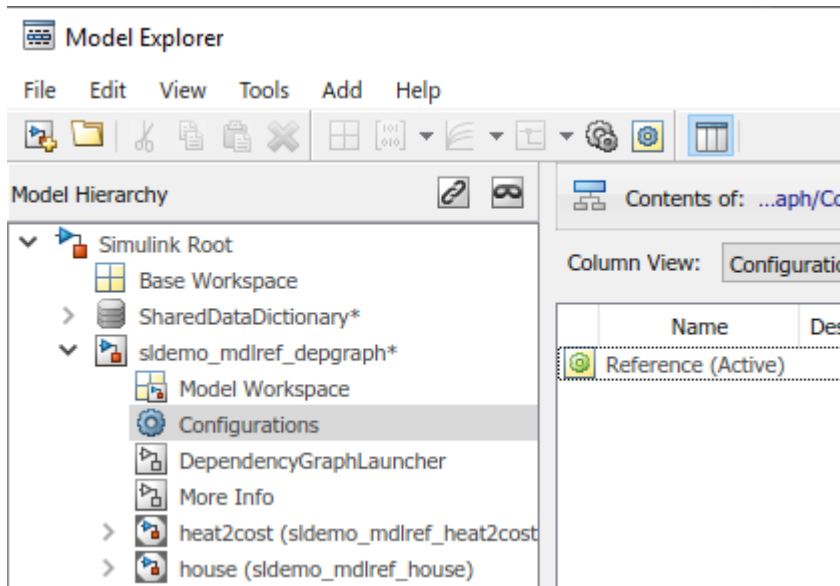 Model Explorer
File Edit View Tools Add Help
Model Hierarchy
Contents of: ...aph/Co
Simulink Root
Column View: Configuratio
Base Workspace
SharedDataDictionary*
Name Des
sldemo_mdlref_depgraph*
Reference (Active)
Model Workspace
Configurations
DependencyGraphLauncher
More Info
heat2cost (sldemo_mdlref_heat2cost
house (sldemo_mdlref_house)